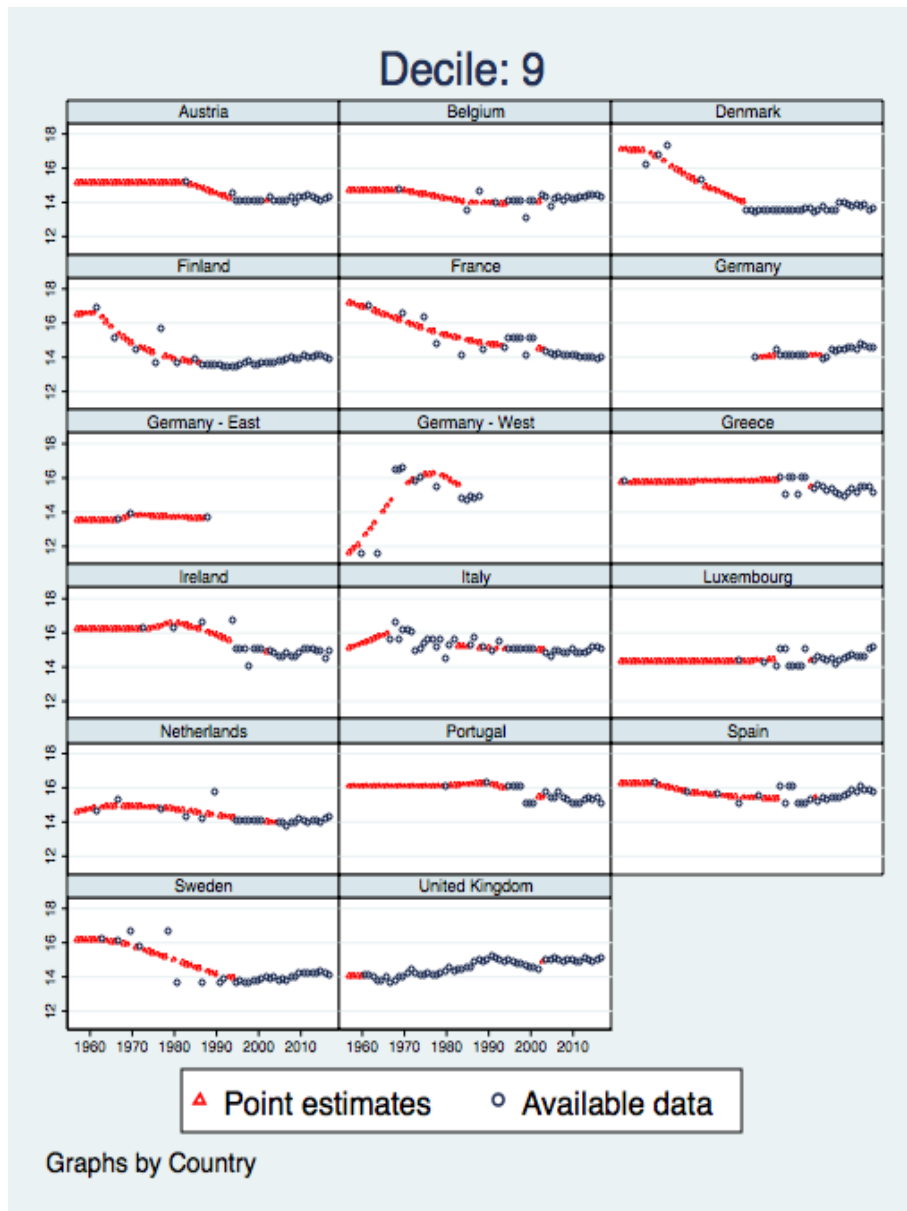 Decile: 9
Austria Belgium Denmark
18
16
14
12
Finland France Germany
18
16
14
12
Germany - East Germany - West Greece
18
16
14
12
Ireland Italy Luxembourg
18
16
14
12
Netherlands Portugal Spain
18
16
14
12
Sweden United Kingdom
18
16
14
12
1960 1970 1980 1990 2000 2010 1960 1970 1980 1990 2000 2010
Point estimates Available data
Graphs by Country